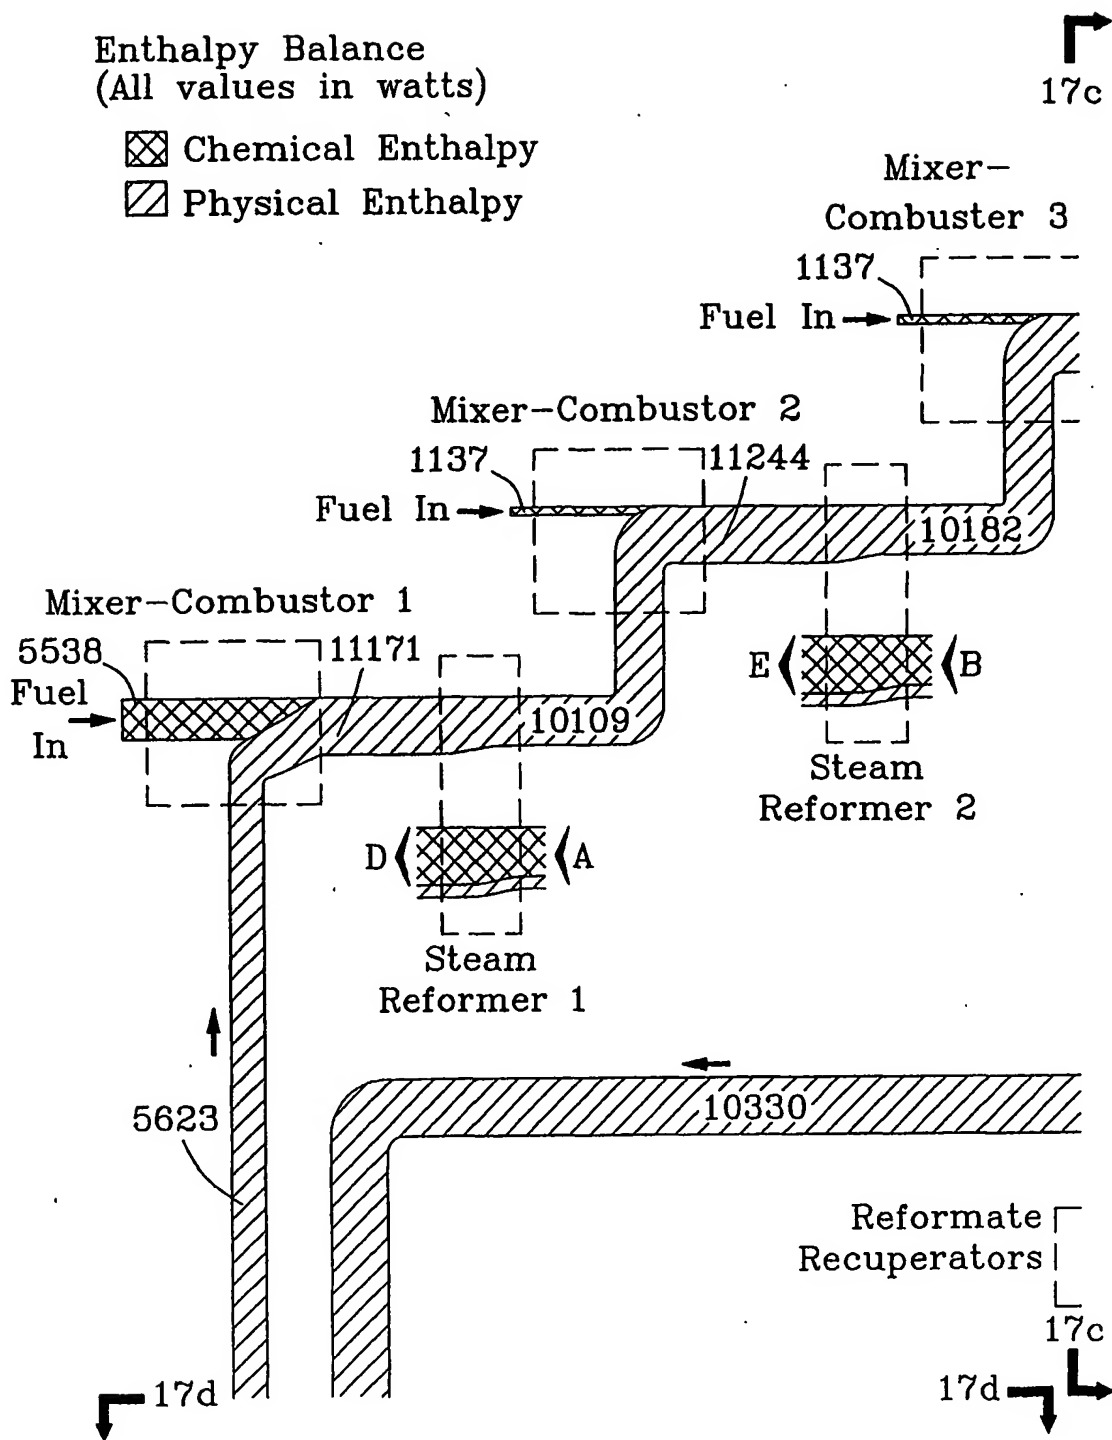 Enthalpy Balance
(All values in watts)
Chemical Enthalpy
Physical Enthalpy
17c
Mixer-
Combuster 3
1137
Fuel In
Mixer-Combustor 2
1137
11244
Fuel In
10182
Mixer-Combustor 1
5538
11171
Fuel
In
10109
E
B
Steam
Reformer 2
D
A
Steam
Reformer 1
5623
10330
Reformate
Recuperators
17c
17d
17d